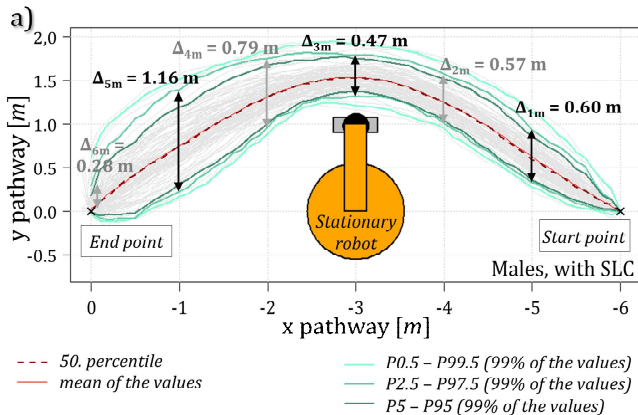 a)
Δ3m = 0.47 m
Δ4m = 0.79 m
Δ2m = 0.57 m
Δ5m = 1.16 m
Δ1m = 0.60 m
Δ6m =
0.28 m
2,0
1.5
1.0
0.5
0.0
-0.5
y pathway [m]
Stationary
robot
End point
Start point
Males, with SLC
0 -1 -2 -3 -4 -5 -6
x pathway [m]
50. percentile
mean of the values
P0.5 – P99.5 (99% of the values)
P2.5 – P97.5 (99% of the values)
P5 – P95 (99% of the values)